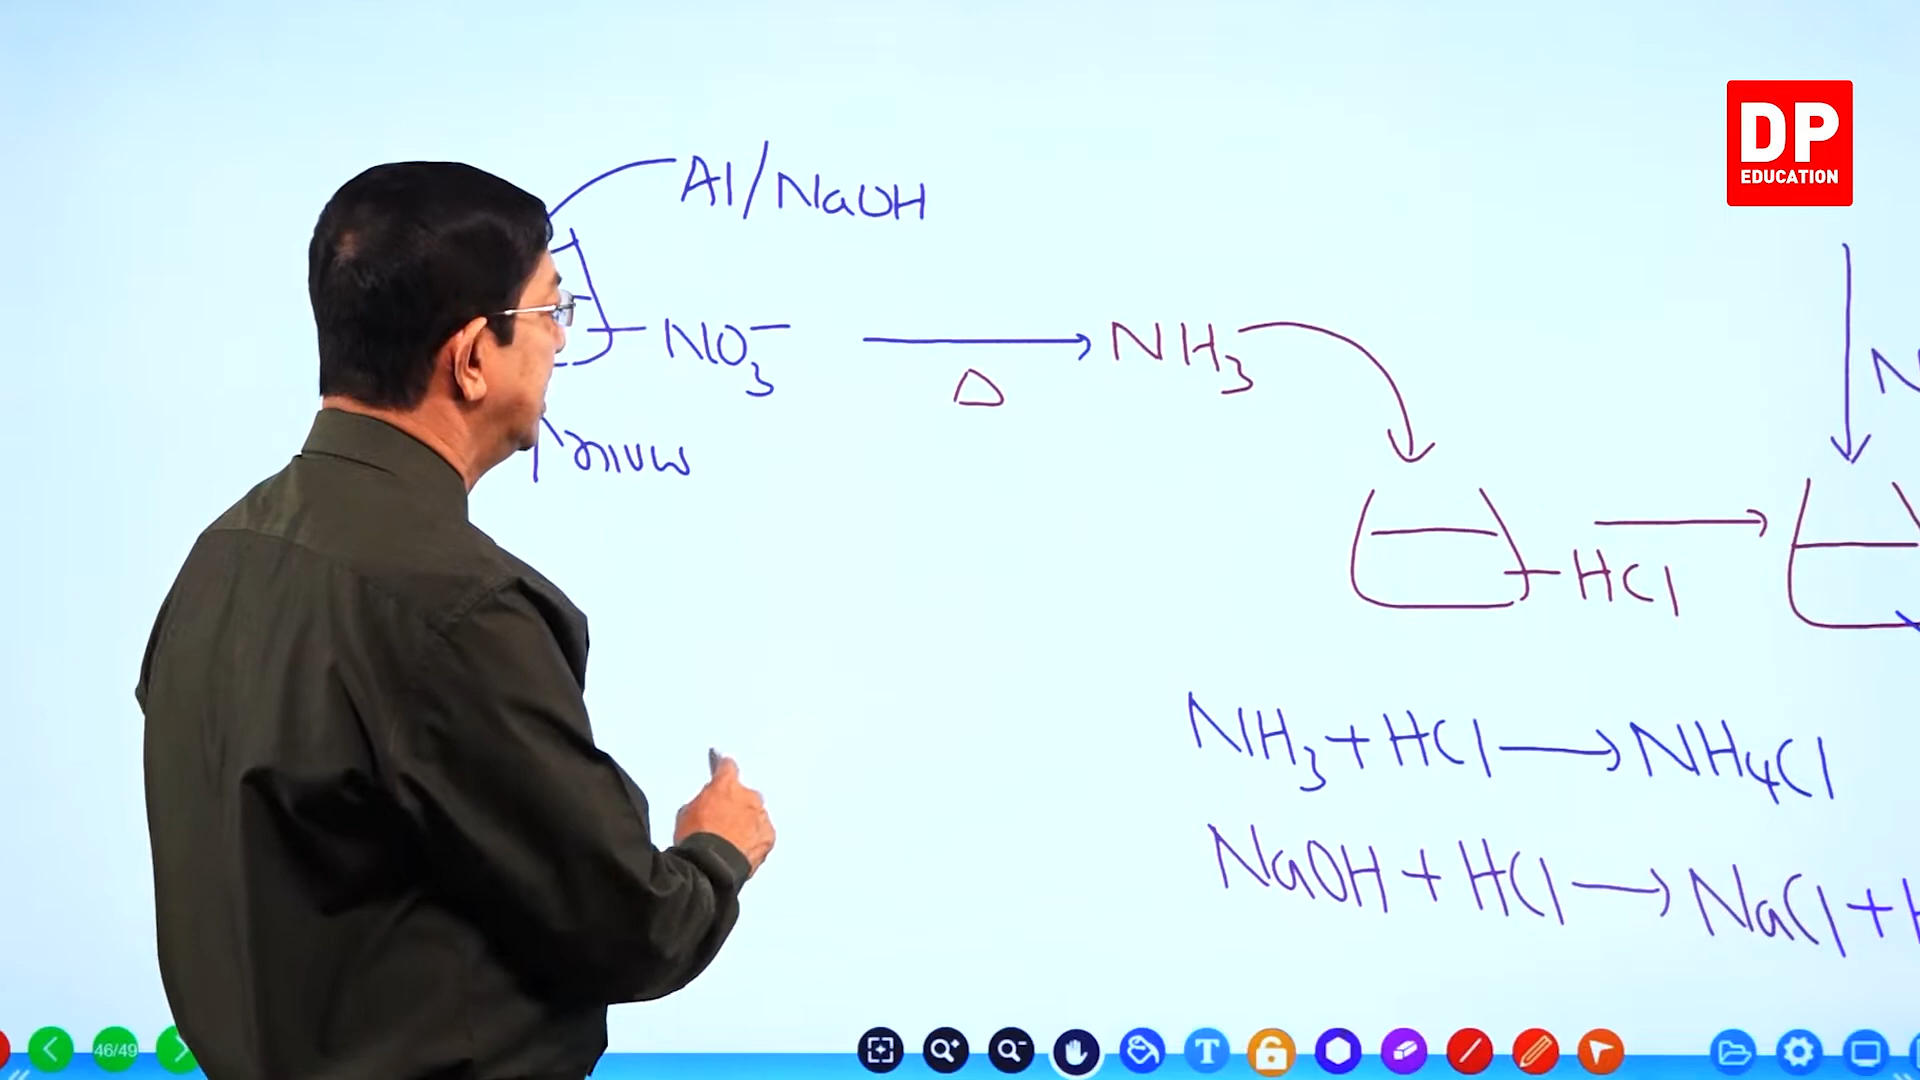 DP
EDUCATION
Al/NaOH
NO₃⁻ → NH₃
Δ
HCl →
NH₃ + HCl → NH₄Cl
NaOH + HCl → NaCl +
46/49